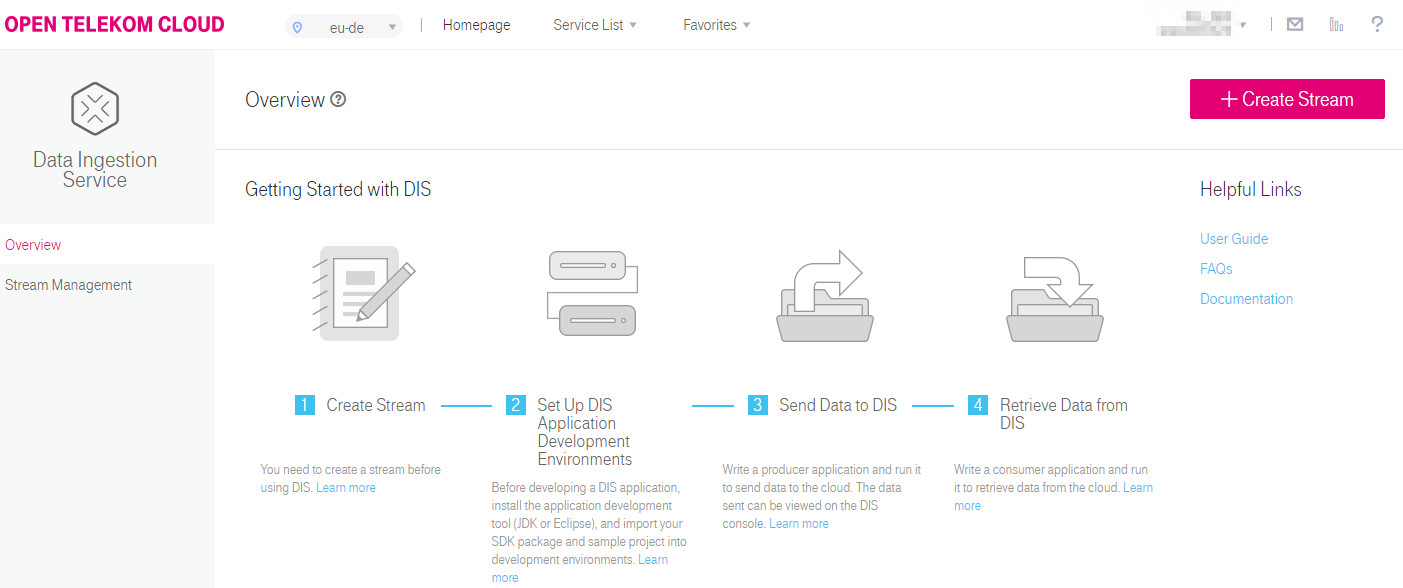 OPEN TELEKOM CLOUD
eu-de
Homepage
Service List
Favorites
?
Data Ingestion
Service
Overview
Stream Management
Overview ?
+ Create Stream
Getting Started with DIS
1 Create Stream
You need to create a stream before
using DIS. Learn more
2 Set Up DIS
Application
Development
Environments
Before developing a DIS application,
install the application development
tool (JDK or Eclipse), and import your
SDK package and sample project into
development environments. Learn
more
3 Send Data to DIS
Write a producer application and run it
to send data to the cloud. The data
sent can be viewed on the DIS
console. Learn more
4 Retrieve Data from
DIS
Write a consumer application and run
it to retrieve data from the cloud. Learn
more
Helpful Links
User Guide
FAQs
Documentation